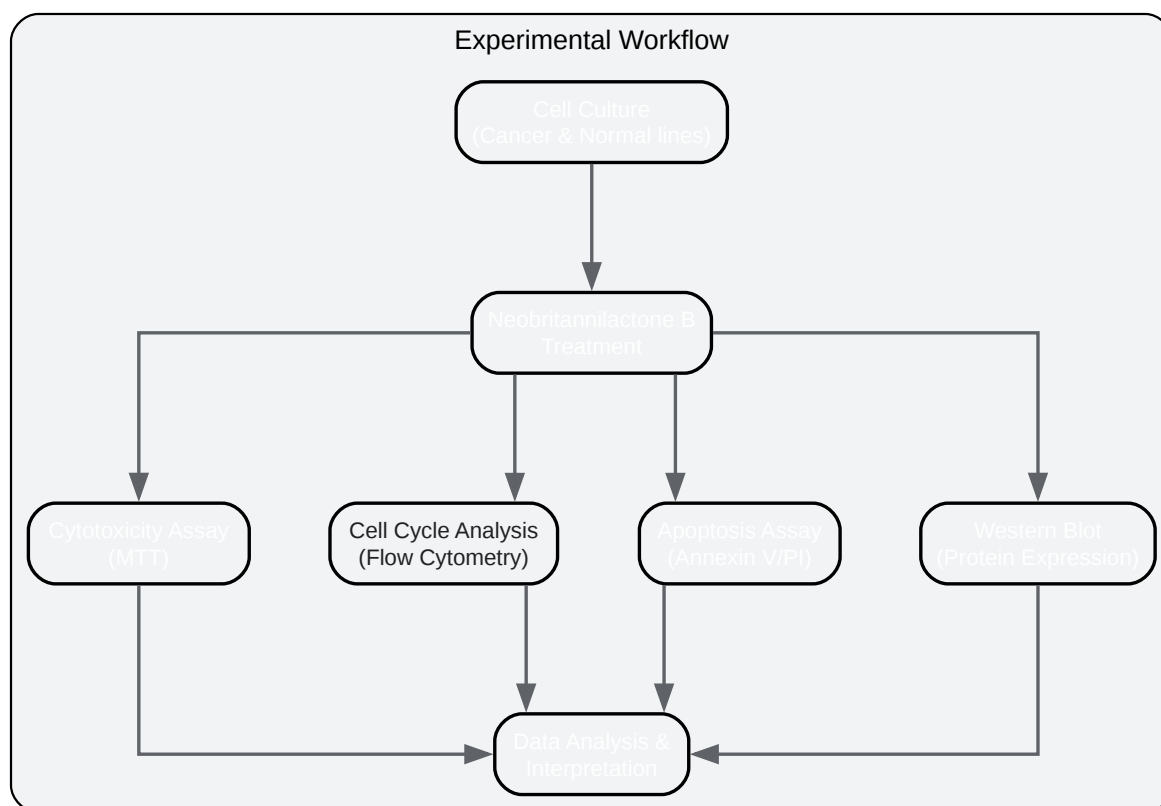 Experimental Workflow
Cell Culture
(Cancer & Normal lines)
Neobritannilactone B
Treatment
Cytotoxicity Assay
(MTT)
Cell Cycle Analysis
(Flow Cytometry)
Apoptosis Assay
(Annexin V/PI)
Western Blot
(Protein Expression)
Data Analysis &
Interpretation